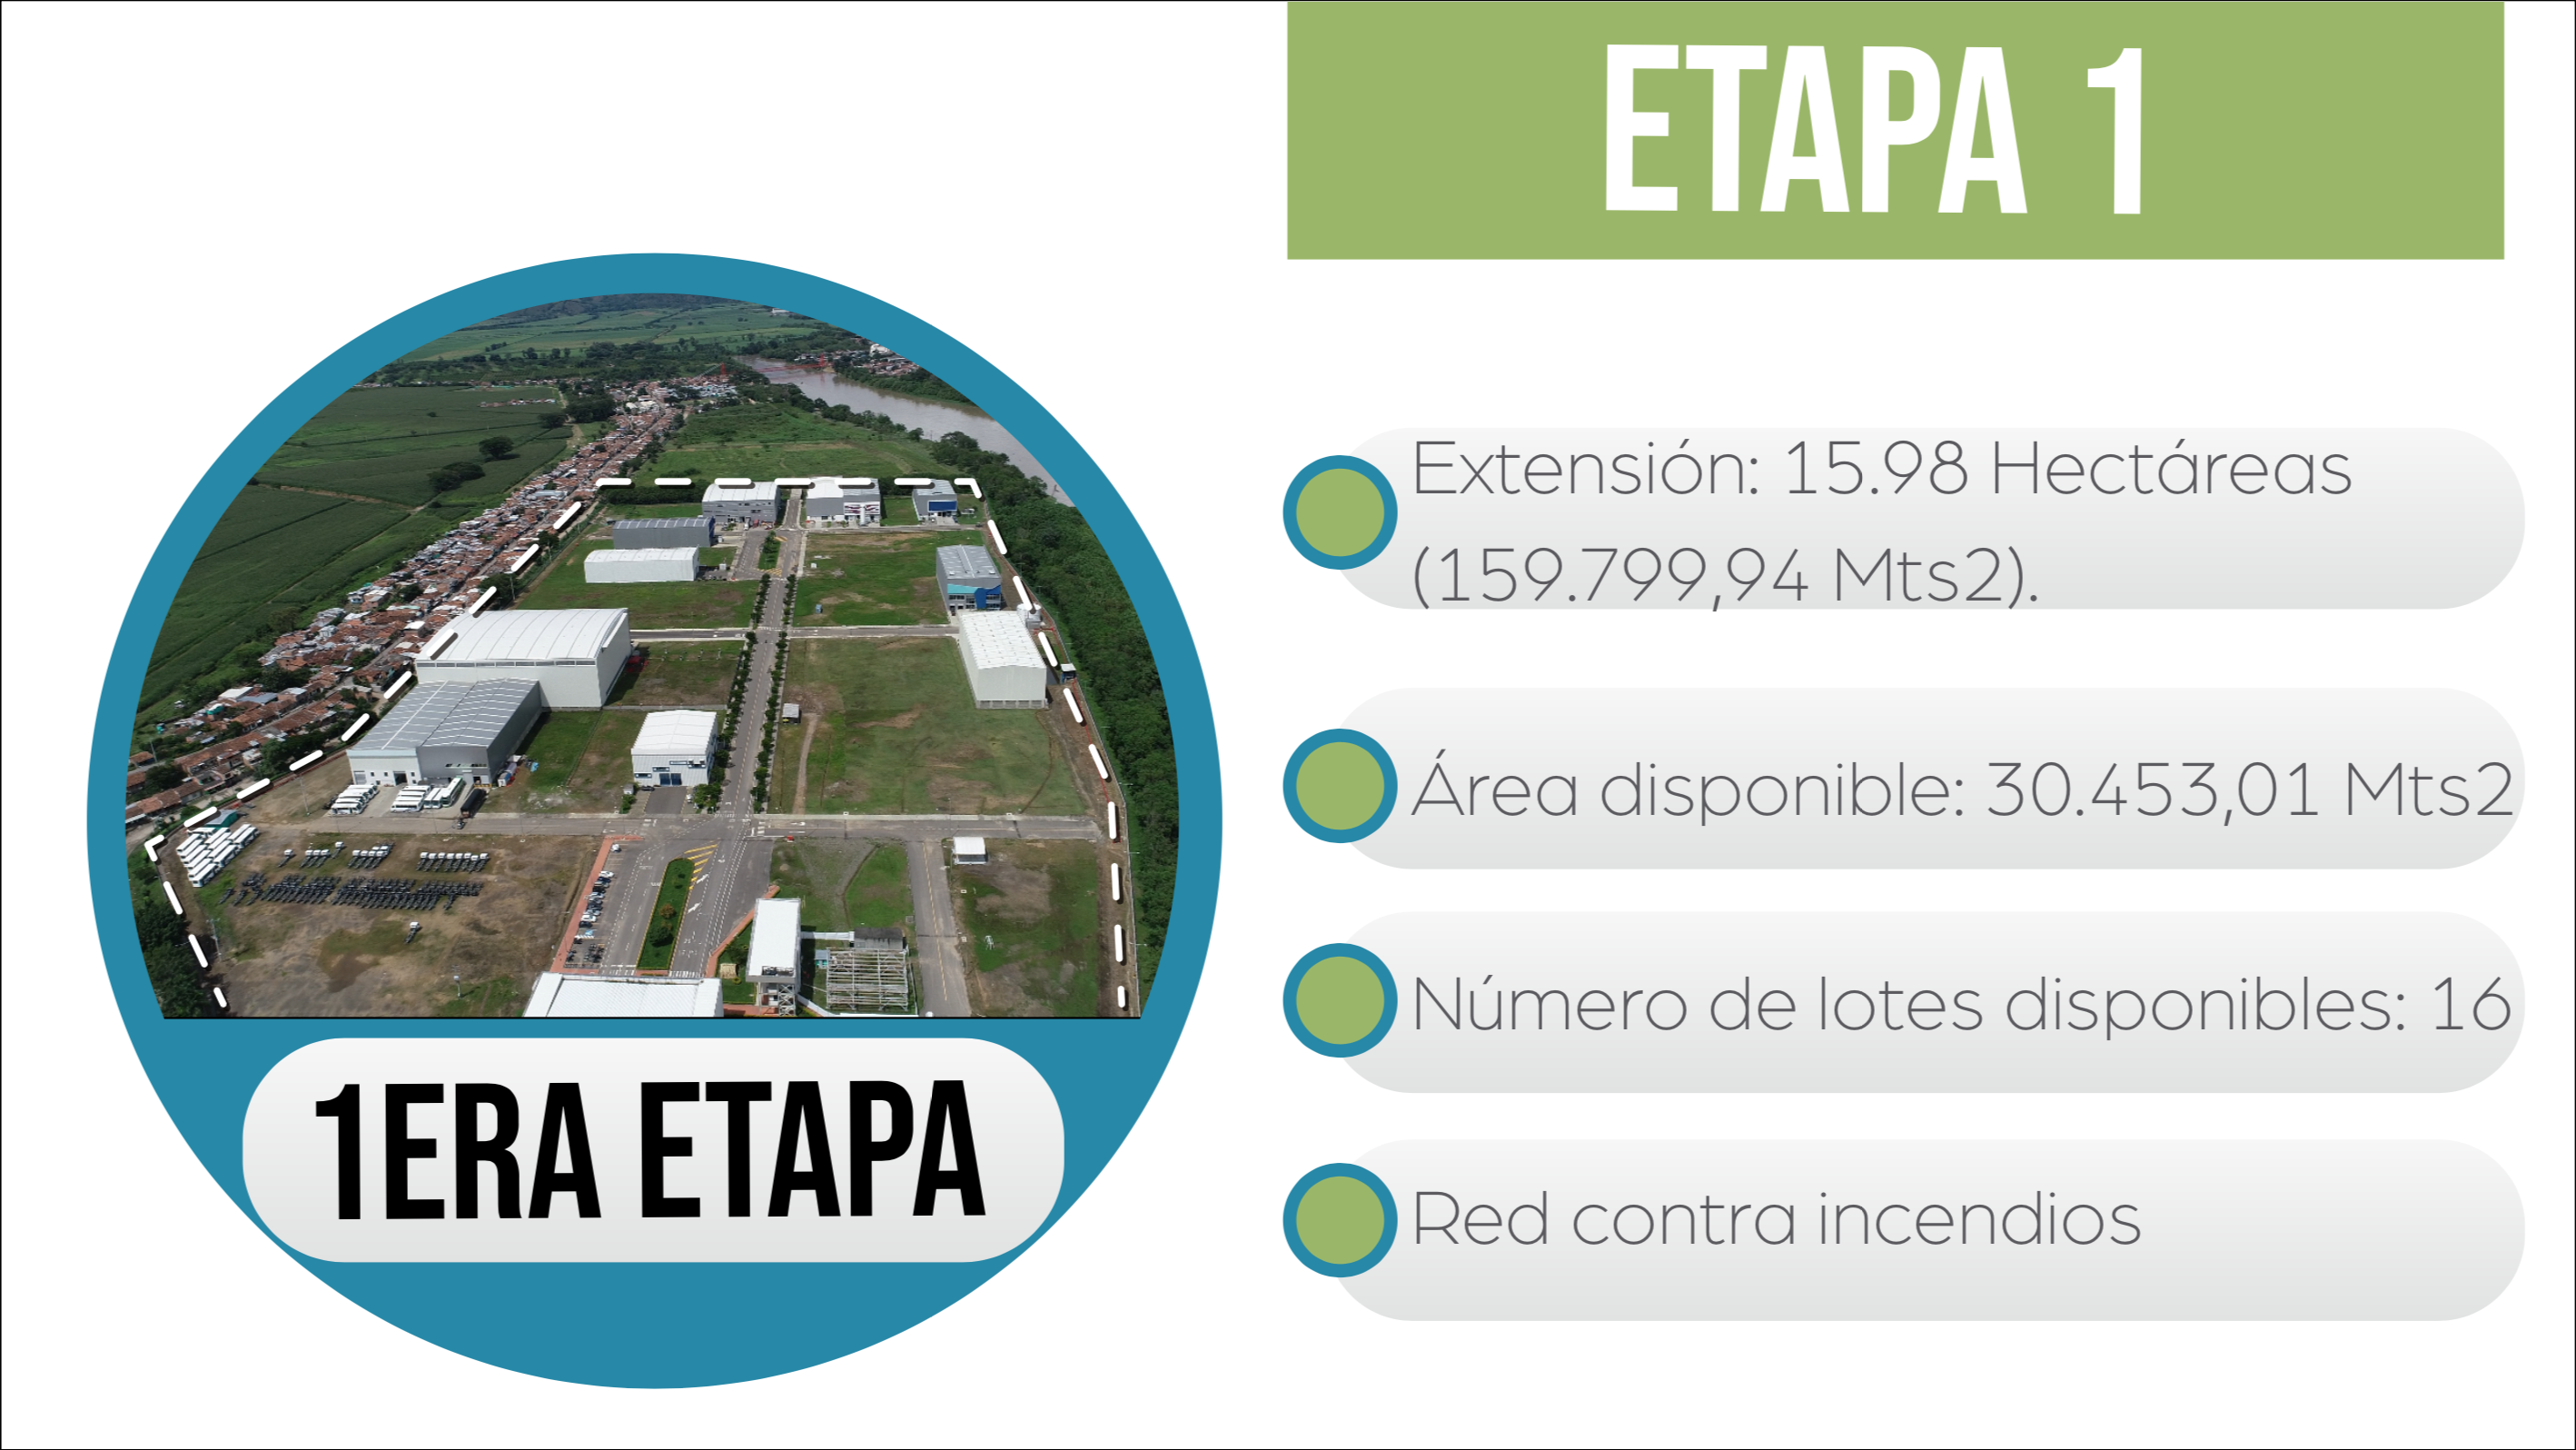 ETAPA 1
Extensión: 15.98 Hectáreas
(159.799,94 Mts2).
Área disponible: 30.453,01 Mts2
Número de lotes disponibles: 16
Red contra incendios
1ERA ETAPA